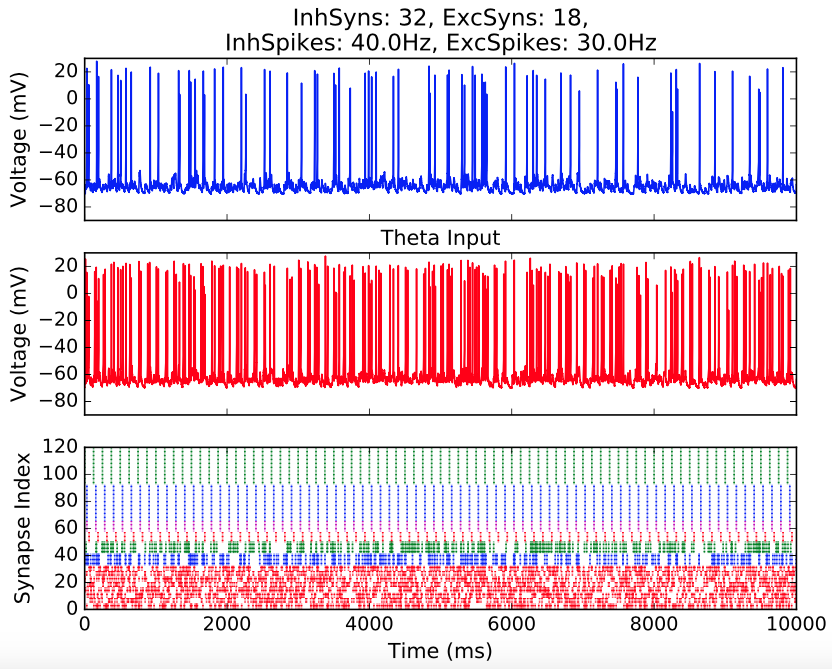 InhSyns: 32, ExcSyns: 18,
InhSpikes: 40.0Hz, ExcSpikes: 30.0Hz
20
0
−20
−40
−60
−80
Voltage (mV)
Theta Input
20
0
−20
−40
−60
−80
Voltage (mV)
120
100
80
60
40
20
0
Synapse Index
0 2000 4000 6000 8000 10000
Time (ms)